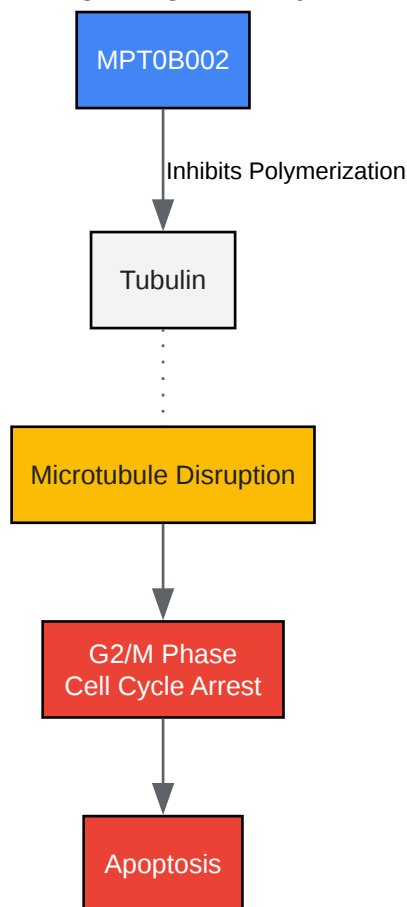 MPT0B002
Inhibits Polymerization
Tubulin
Microtubule Disruption
G2/M Phase
Cell Cycle Arrest
Apoptosis